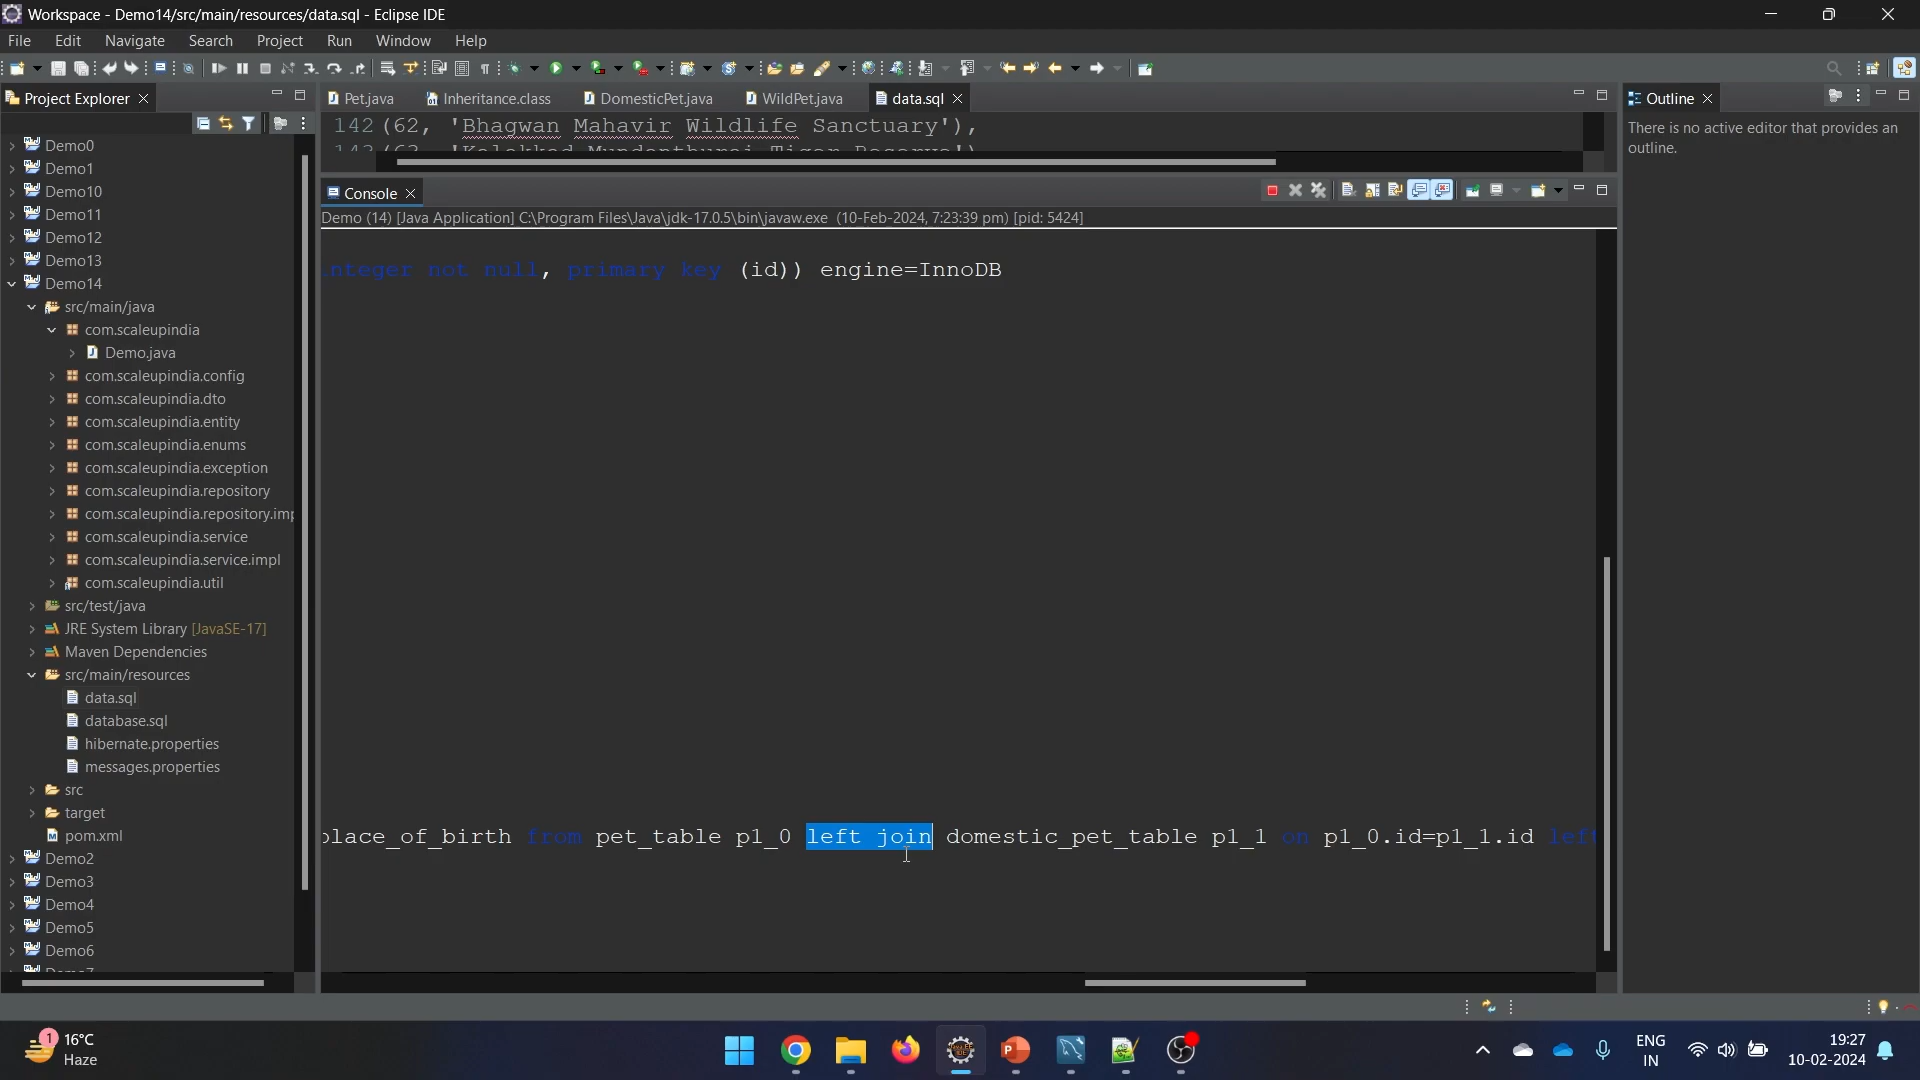 Workspace - Demo14/src/main/resources/data.sql - Eclipse IDE
File Edit Navigate Search Project Run Window Help
Project Explorer
Pet.java Inheritance.class DomesticPet.java WildPet.java data.sql
Outline
142 (62, 'Bhagwan Mahavir Wildlife Sanctuary'),
There is no active editor that provides an
outline.
Demo0
Demo1
Demo10
Demo11
Demo12
Demo13
Demo14
src/main/java
com.scaleupindia
Demo.java
com.scaleupindia.config
com.scaleupindia.dto
com.scaleupindia.entity
com.scaleupindia.enums
com.scaleupindia.exception
com.scaleupindia.repository
com.scaleupindia.repository.imp
com.scaleupindia.service
com.scaleupindia.service.impl
com.scaleupindia.util
src/test/java
JRE System Library [JavaSE-17]
Maven Dependencies
src/main/resources
data.sql
database.sql
hibernate.properties
messages.properties
src
target
pom.xml
Demo2
Demo3
Demo4
Demo5
Demo6
Console
Demo (14) [Java Application] C:\Program Files\Java\jdk-17.0.5\bin\javaw.exe (10-Feb-2024, 7:23:39 pm) [pid: 5424]
integer not null, primary key (id)) engine=InnoDB
place_of_birth from pet_table p1_0 left join domestic_pet_table p1_1 on p1_0.id=p1_1.id left
1
16°C
Haze
ENG
IN
19:27
10-02-2024